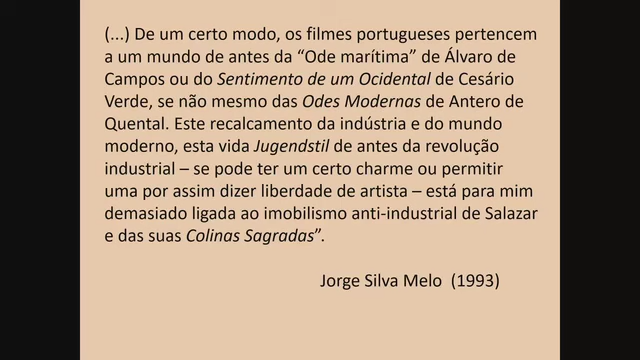 (...) De um certo modo, os filmes portugueses pertencem
a um mundo de antes da “Ode marítima” de Álvaro de
Campos ou do Sentimento de um Ocidental de Cesário
Verde, se não mesmo das Odes Modernas de Antero de
Quental. Este recalcamento da indústria e do mundo
moderno, esta vida Jugendstil de antes da revolução
industrial – se pode ter um certo charme ou permitir
uma por assim dizer liberdade de artista – está para mim
demasiado ligada ao imobilismo anti-industrial de Salazar
e das suas Colinas Sagradas”.
Jorge Silva Melo (1993)